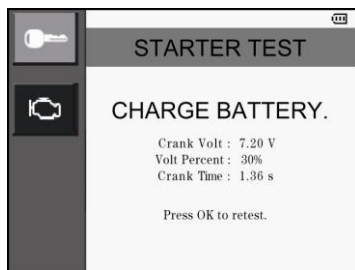 STARTER TEST
CHARGE BATTERY.
Crank Volt : 7.20 V
Volt Percent : 30%
Crank Time : 1.36 s
Press OK to retest.